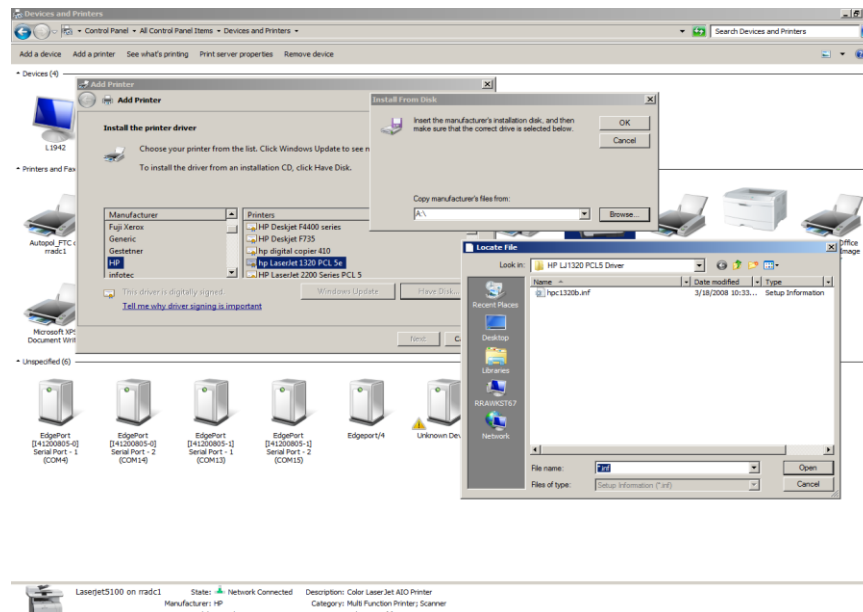 Devices and Printers
Control Panel • All Control Panel Items • Devices and Printers •
Search Devices and Printers
Add a device Add a printer See what's printing Print server properties Remove device
Devices (4)
L1942
Printers and Fax
Autopol_FTC
rradc1
Office
Image
Microsoft XPS
Document Writ
Add Printer
Add Printer
Install the printer driver
Choose your printer from the list. Click Windows Update to see
To install the driver from an installation CD, click Have Disk.
Manufacturer
Fuji Xerox
Generic
Gestetner
HP
infotec
Printers
HP Deskjet F4400 series
HP Deskjet F735
hp digital copier 410
hp LaserJet 1320 PCL 5e
HP LaserJet 2200 Series PCL 5
This driver is digitally signed.
Tell me why driver signing is important
Windows Update
Have Disk...
Next
Install From Disk
Insert the manufacturer's installation disk, and then
make sure that the correct drive is selected below.
OK
Cancel
Copy manufacturer's files from:
A:\
Browse...
Locate File
Look in: HP LJ1320 PCL5 Driver
Name Date modified Type
hpc1320b.inf 3/18/2008 10:33... Setup Information
Recent Places
Desktop
Libraries
RRAWKST67
Network
File name: *.inf Open
Files of type: Setup Information (*.inf) Cancel
Unspecified (6)
EdgePort
[I41200805-0]
Serial Port - 1
(COM4)
EdgePort
[I41200805-0]
Serial Port - 2
(COM14)
EdgePort
[I41200805-1]
Serial Port - 1
(COM13)
EdgePort
[I41200805-1]
Serial Port - 2
(COM15)
Edgeport/4
Unknown Dev
Laserjet5100 on rradc1 State: Network Connected Description: Color LaserJet AIO Printer
Manufacturer: HP Category: Multi Function Printer; Scanner